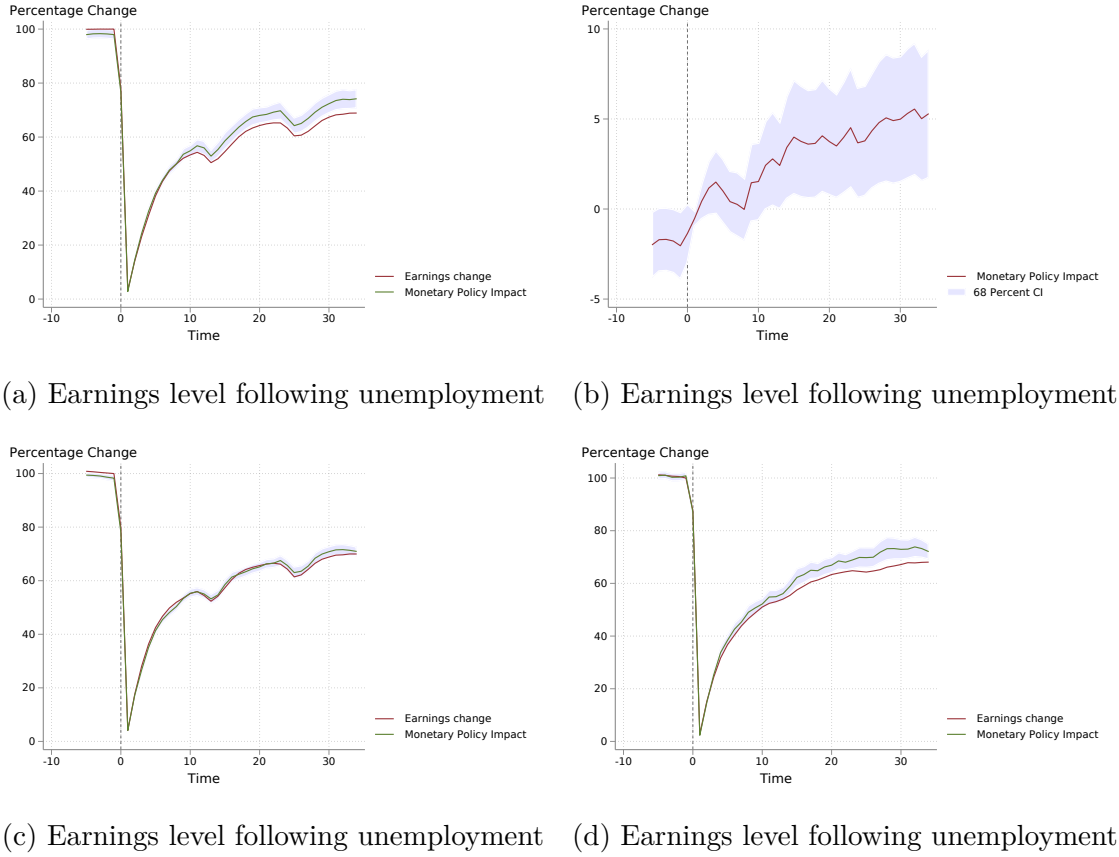 Percentage Change
100
80
60
40
20
0
-10 0 10 20 30
Time
Earnings change
Monetary Policy Impact
(a) Earnings level following unemployment
Percentage Change
10
5
0
-5
-10 0 10 20 30
Time
Monetary Policy Impact
68 Percent CI
(b) Earnings level following unemployment
Percentage Change
100
80
60
40
20
0
-10 0 10 20 30
Time
Earnings change
Monetary Policy Impact
(c) Earnings level following unemployment
Percentage Change
100
80
60
40
20
0
-10 0 10 20 30
Time
Earnings change
Monetary Policy Impact
(d) Earnings level following unemployment